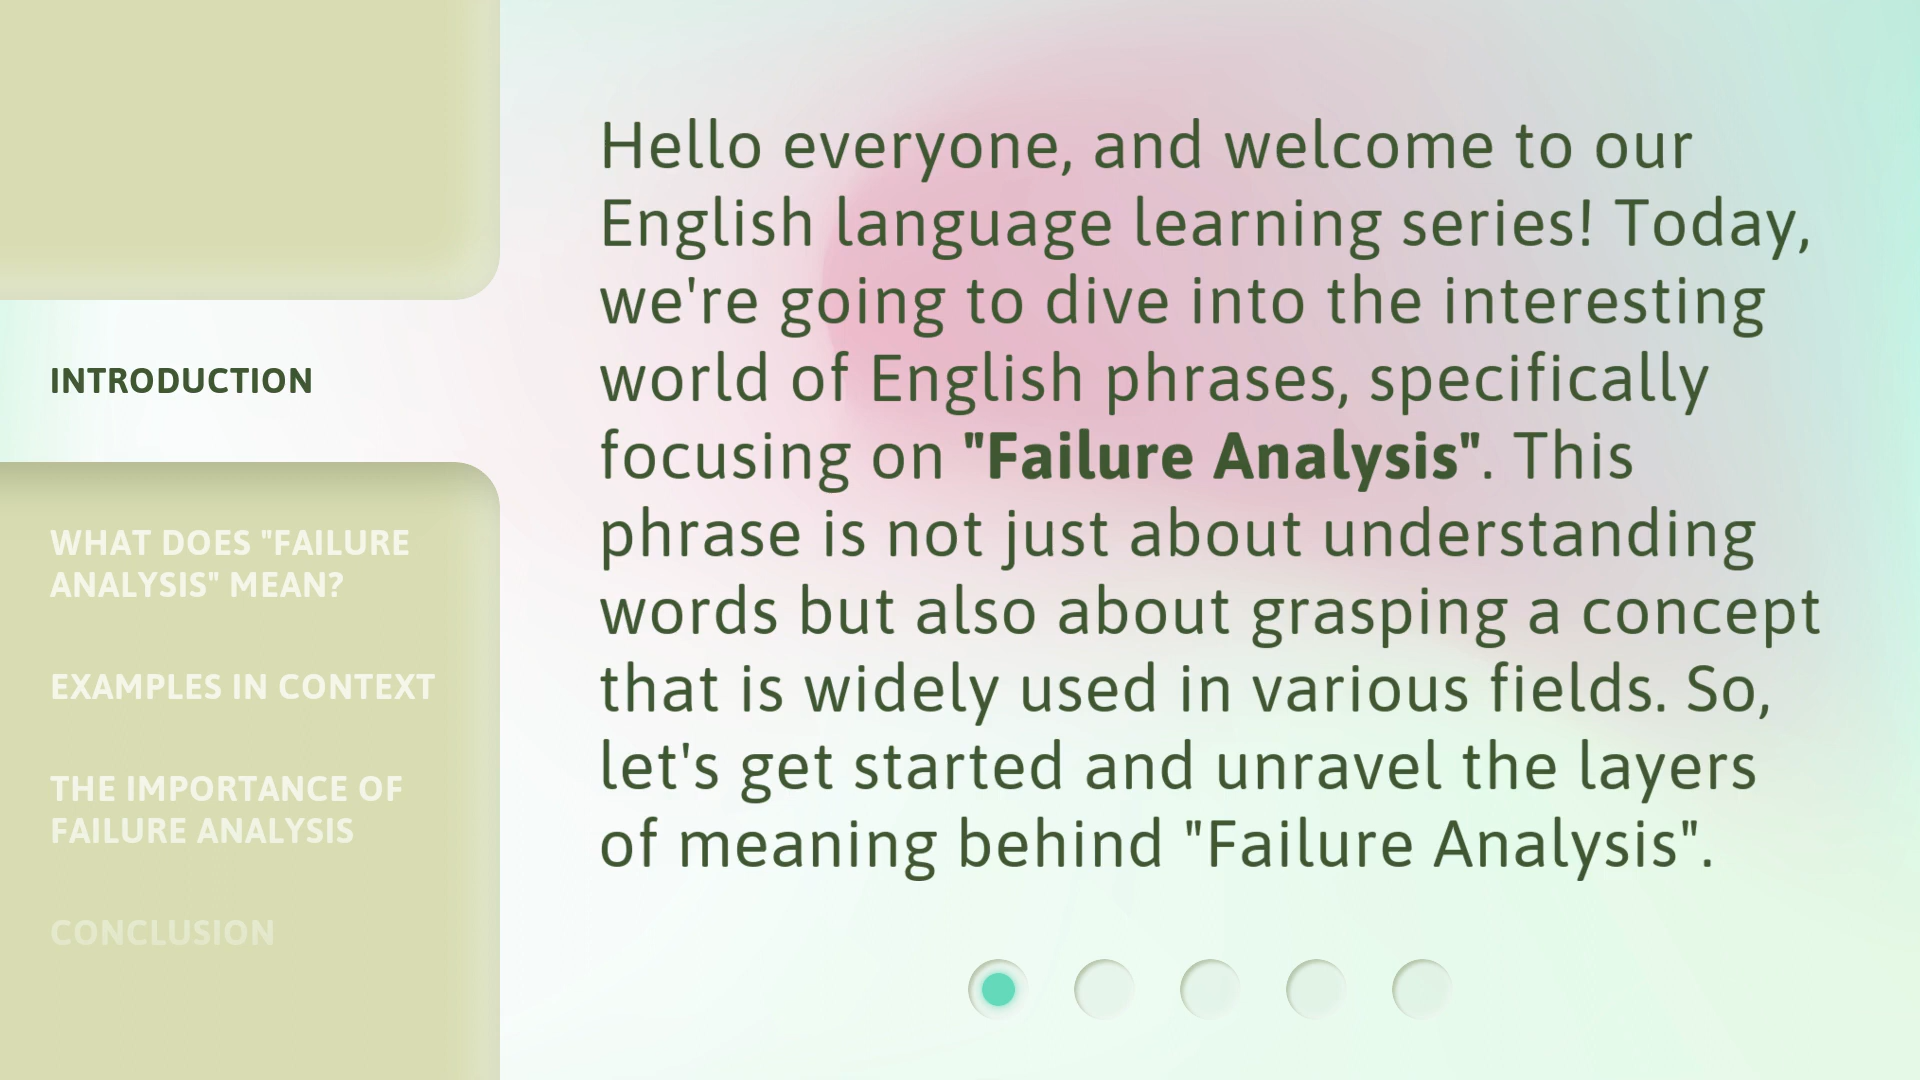 INTRODUCTION
WHAT DOES "FAILURE
ANALYSIS" MEAN?
EXAMPLES IN CONTEXT
THE IMPORTANCE OF
FAILURE ANALYSIS
CONCLUSION
Hello everyone, and welcome to our
English language learning series! Today,
we're going to dive into the interesting
world of English phrases, specifically
focusing on "Failure Analysis". This
phrase is not just about understanding
words but also about grasping a concept
that is widely used in various fields. So,
let's get started and unravel the layers
of meaning behind "Failure Analysis".